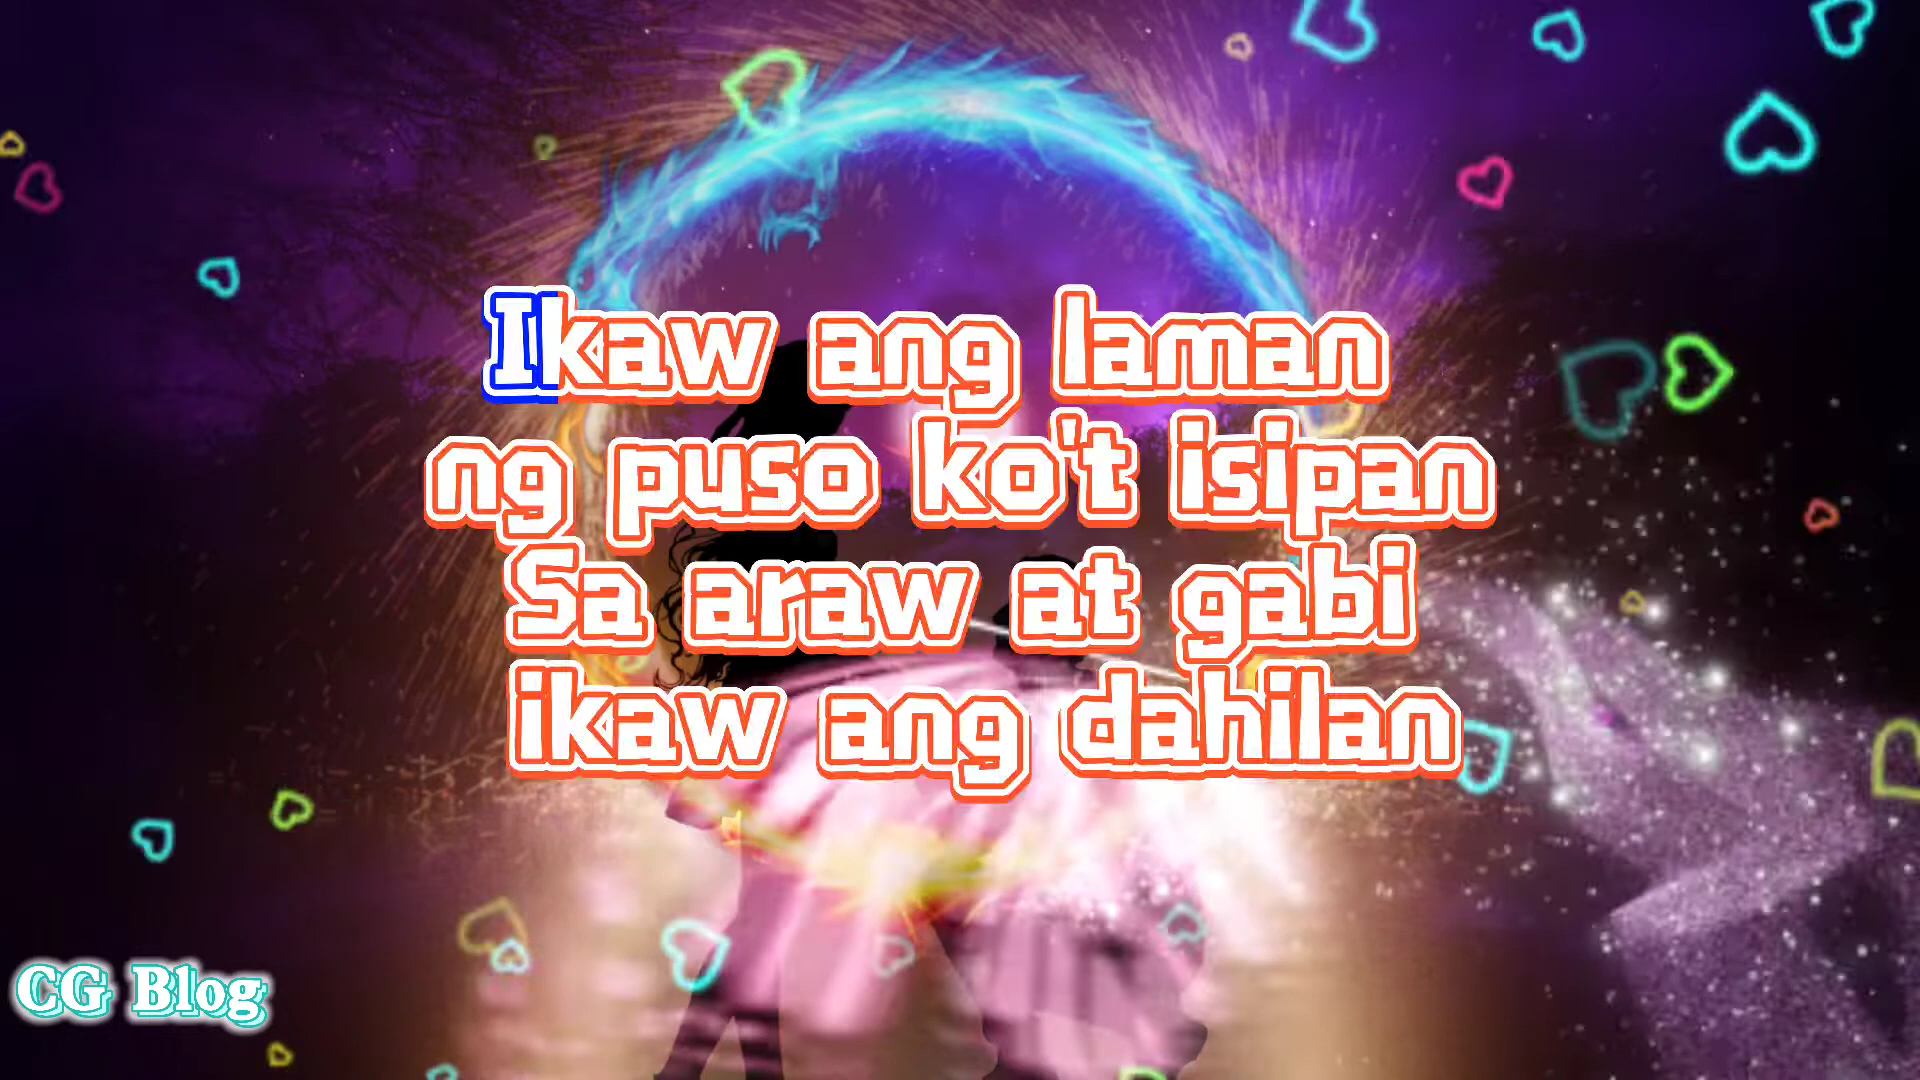 Ikaw ang laman
ng puso ko't isipan
Sa araw at gabi
ikaw ang dahilan
CG Blog